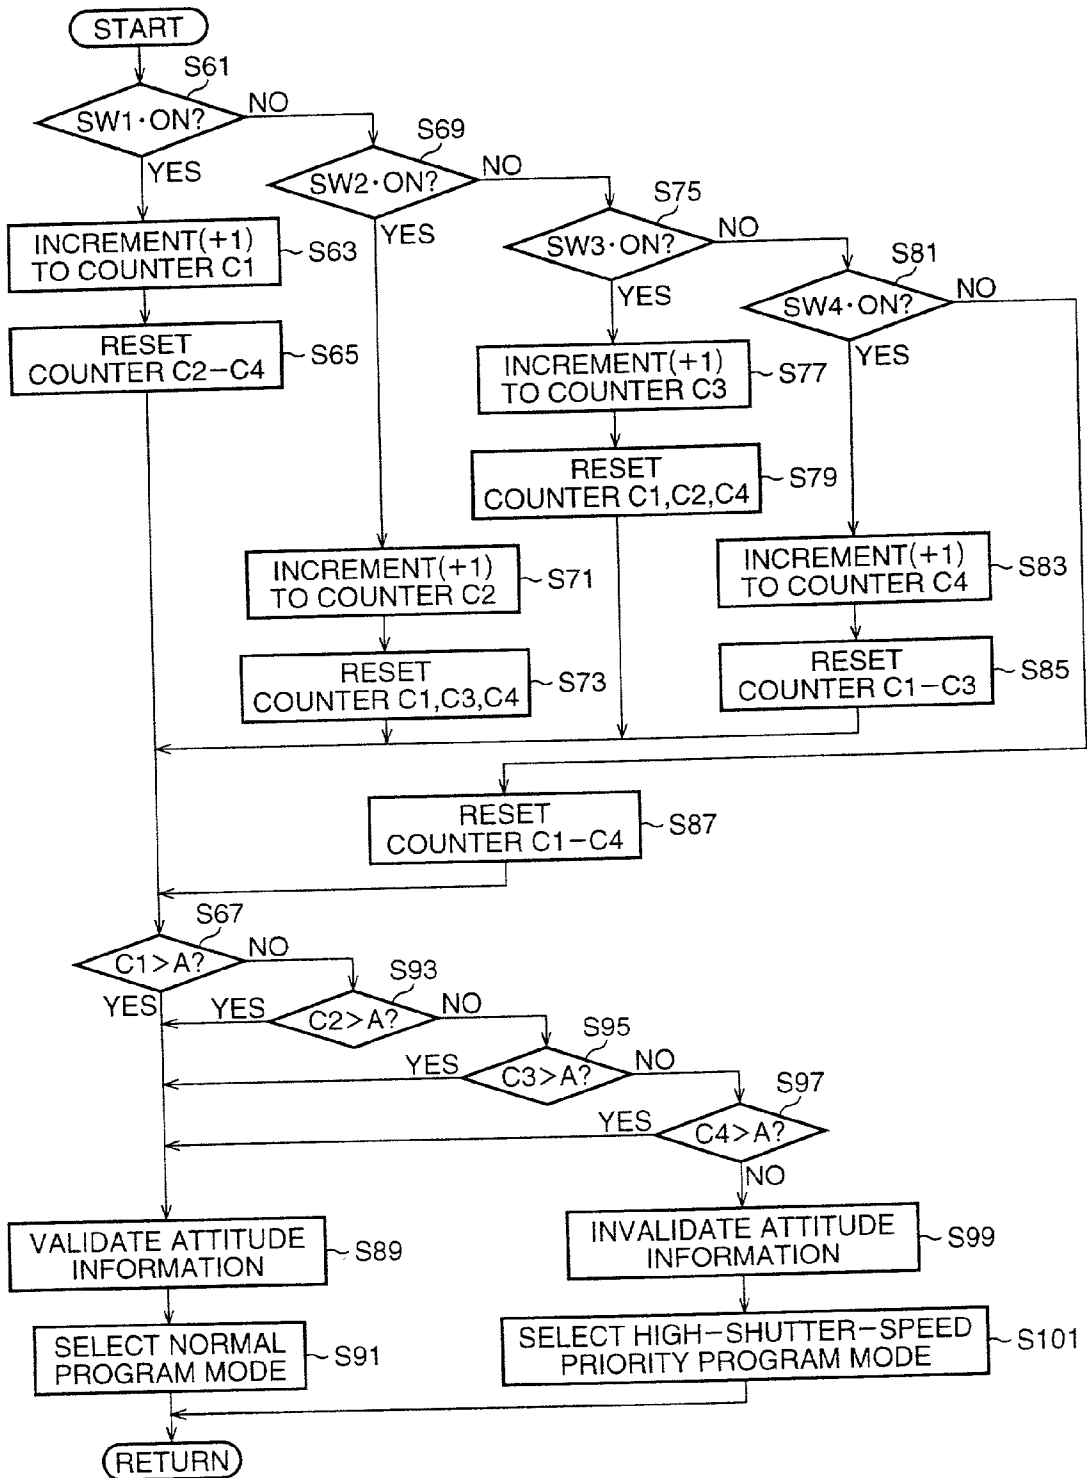 START
S61
SW1·ON?
NO
YES
S69
SW2·ON?
NO
YES
S75
SW3·ON?
NO
YES
S81
SW4·ON?
NO
YES
INCREMENT(+1)
TO COUNTER C1
S63
RESET
COUNTER C2-C4
S65
INCREMENT(+1)
TO COUNTER C3
S77
RESET
COUNTER C1,C2,C4
S79
INCREMENT(+1)
TO COUNTER C2
S71
INCREMENT(+1)
TO COUNTER C4
S83
RESET
COUNTER C1,C3,C4
S73
RESET
COUNTER C1-C3
S85
RESET
COUNTER C1-C4
S87
S67
C1>A?
NO
YES
S93
C2>A?
YES
NO
S95
C3>A?
YES
NO
S97
C4>A?
YES
NO
VALIDATE ATTITUDE
INFORMATION
S89
INVALIDATE ATTITUDE
INFORMATION
S99
SELECT NORMAL
PROGRAM MODE
S91
SELECT HIGH-SHUTTER-SPEED
PRIORITY PROGRAM MODE
S101
RETURN